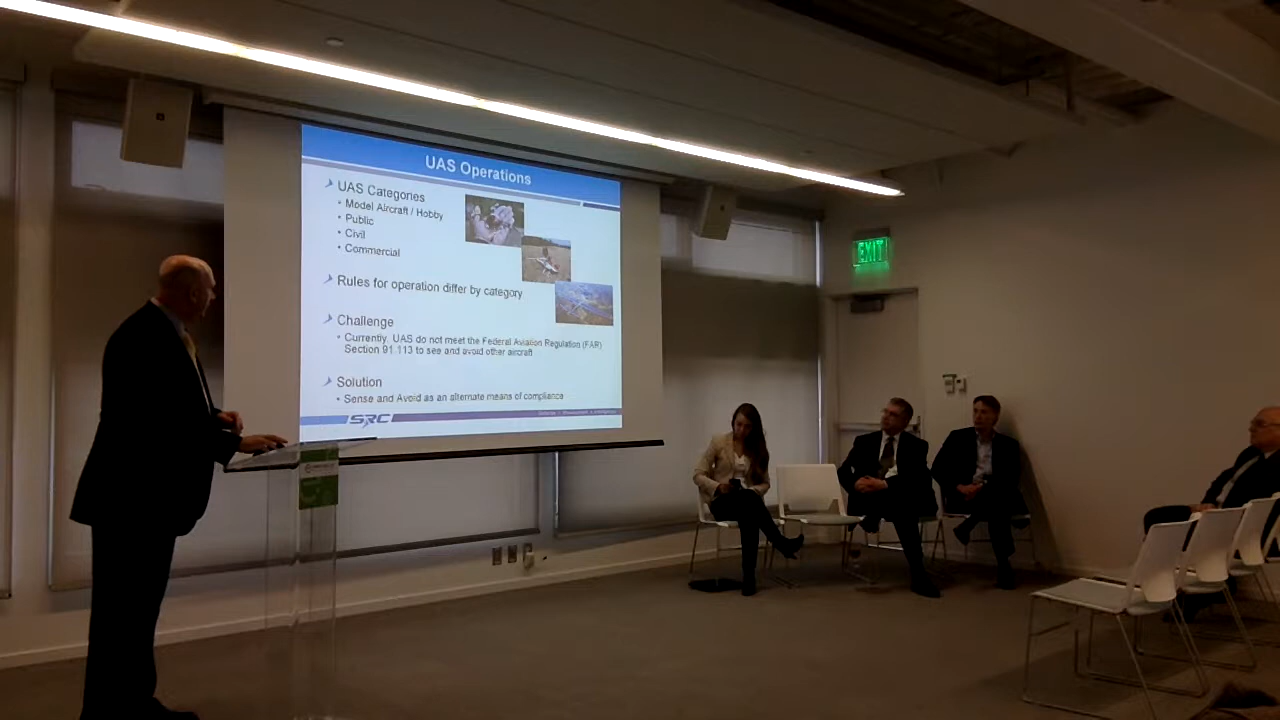 UAS Operations
UAS Categories
• Model Aircraft / Hobby
• Public
• Civil
• Commercial
Rules for operation differ by category
Challenge
• Currently, UAS do not meet the Federal Aviation Regulation (FAR)
Section 91.113 to see and avoid other aircraft
Solution
• Sense and Avoid as an alternate means of compliance
SRC
EXIT